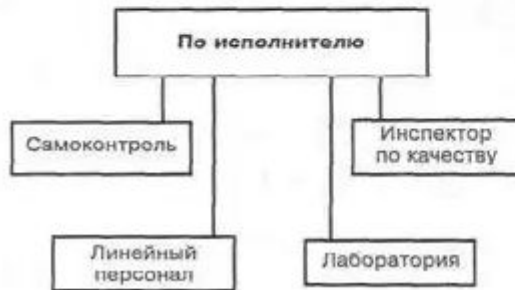 По исполнителю
Самоконтроль
Инспектор
по качеству
Линейный
персонал
Лаборатория